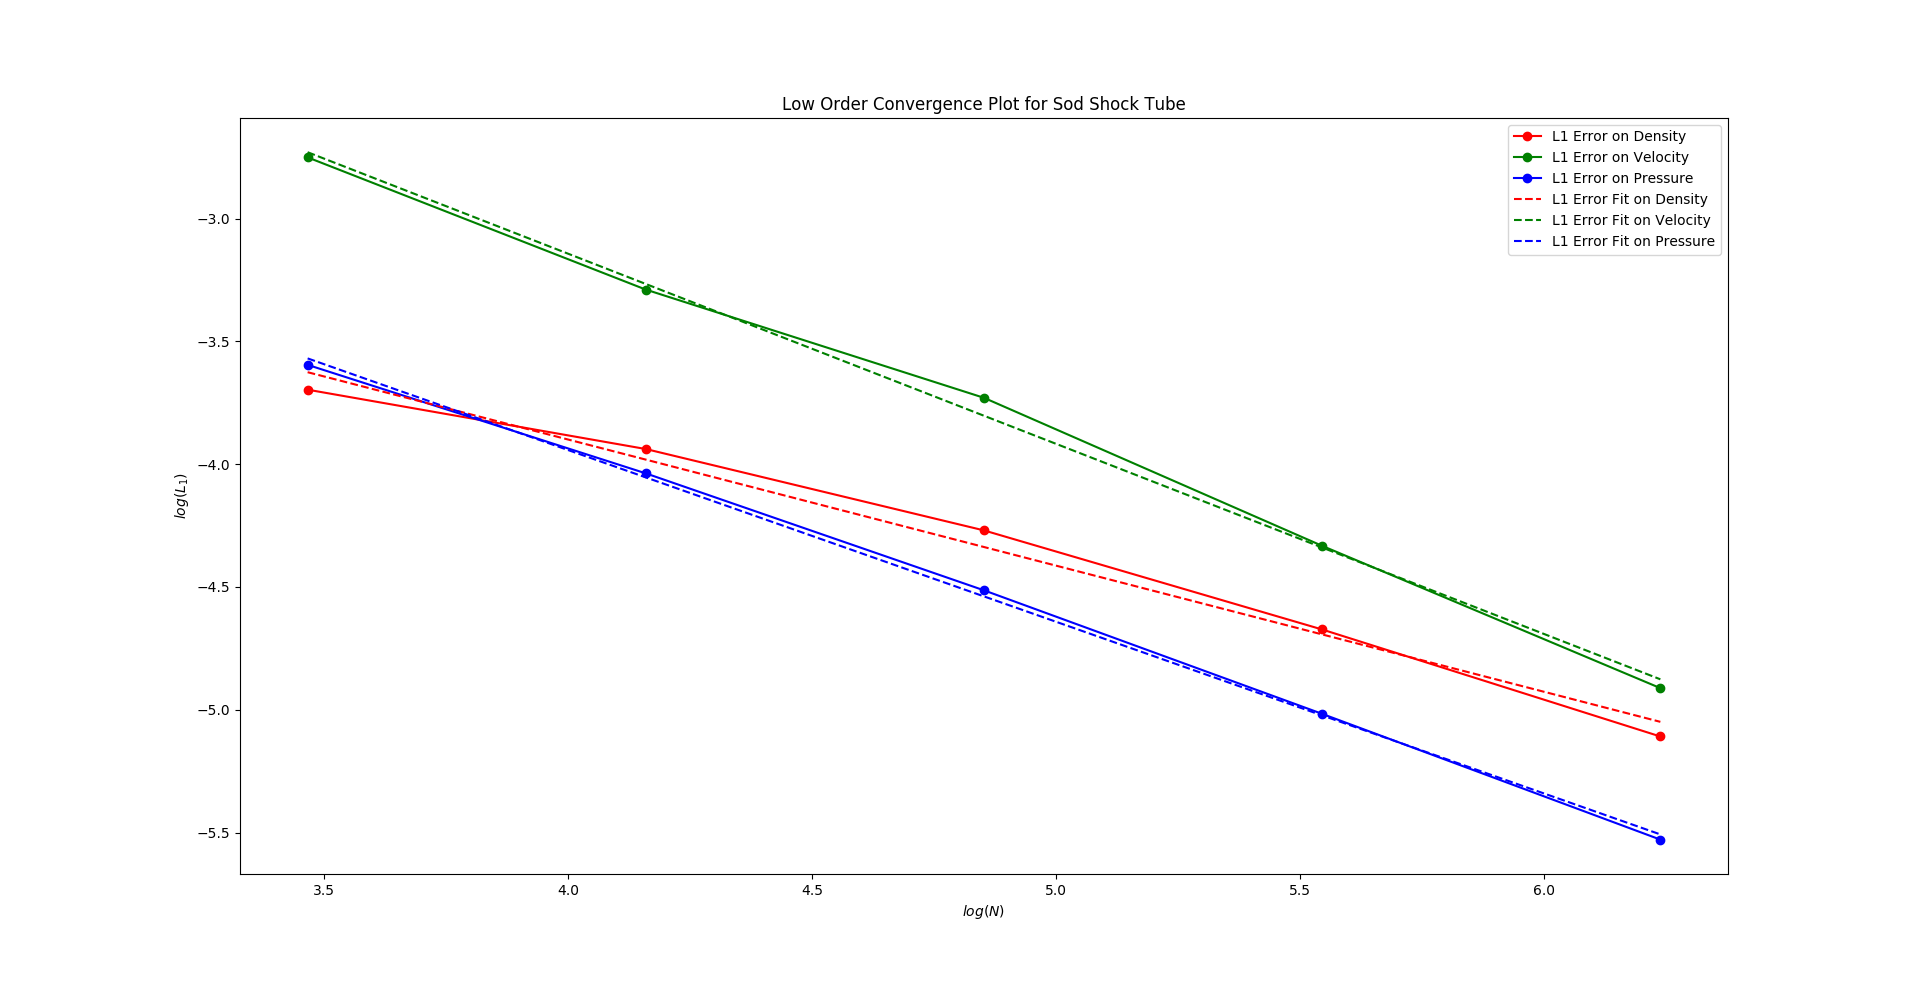 Low Order Convergence Plot for Sod Shock Tube
L1 Error on Density
L1 Error on Velocity
L1 Error on Pressure
L1 Error Fit on Density
L1 Error Fit on Velocity
L1 Error Fit on Pressure
−3.0
−3.5
−4.0
−4.5
−5.0
−5.5
log(L₁)
3.5 4.0 4.5 5.0 5.5 6.0
log(N)